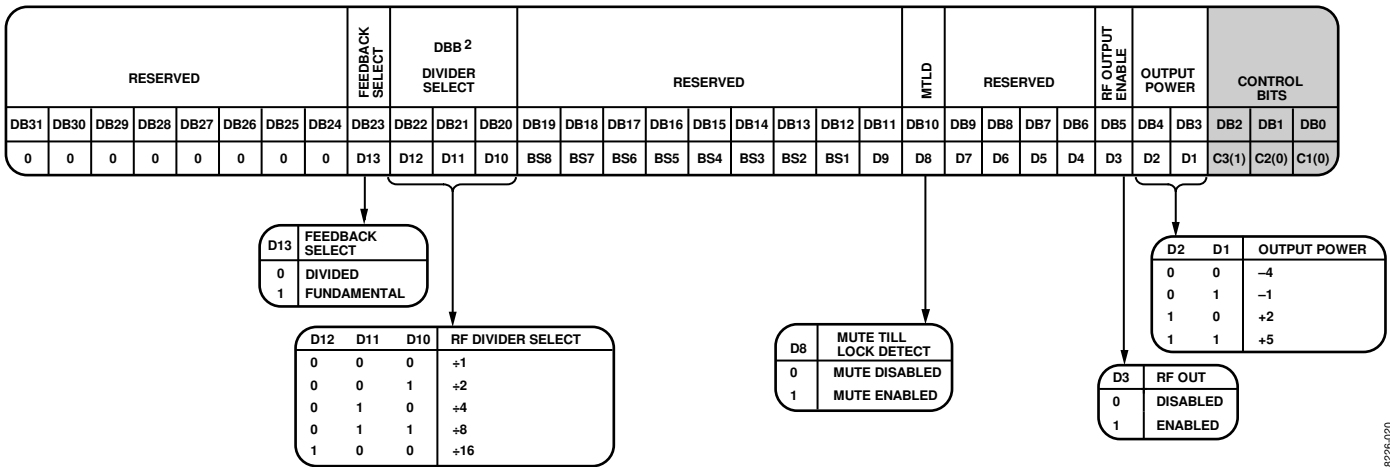 RESERVED
FEEDBACK
SELECT
DBB 2
DIVIDER
SELECT
RESERVED
MTLD
RESERVED
RF OUTPUT
ENABLE
OUTPUT
POWER
CONTROL
BITS
DB31 DB30 DB29 DB28 DB27 DB26 DB25 DB24 DB23 DB22 DB21 DB20 DB19 DB18 DB17 DB16 DB15 DB14 DB13 DB12 DB11 DB10 DB9 DB8 DB7 DB6 DB5 DB4 DB3 DB2 DB1 DB0
0 0 0 0 0 0 0 0 D13 D12 D11 D10 BS8 BS7 BS6 BS5 BS4 BS3 BS2 BS1 D9 D8 D7 D6 D5 D4 D3 D2 D1 C3(1) C2(0) C1(0)
D13 FEEDBACK
SELECT
0 DIVIDED
1 FUNDAMENTAL
D12 D11 D10 RF DIVIDER SELECT
0 0 0 ÷1
0 0 1 ÷2
0 1 0 ÷4
0 1 1 ÷8
1 0 0 ÷16
D8 MUTE TILL
LOCK DETECT
0 MUTE DISABLED
1 MUTE ENABLED
D3 RF OUT
0 DISABLED
1 ENABLED
D2 D1 OUTPUT POWER
0 0 –4
0 1 –1
1 0 +2
1 1 +5